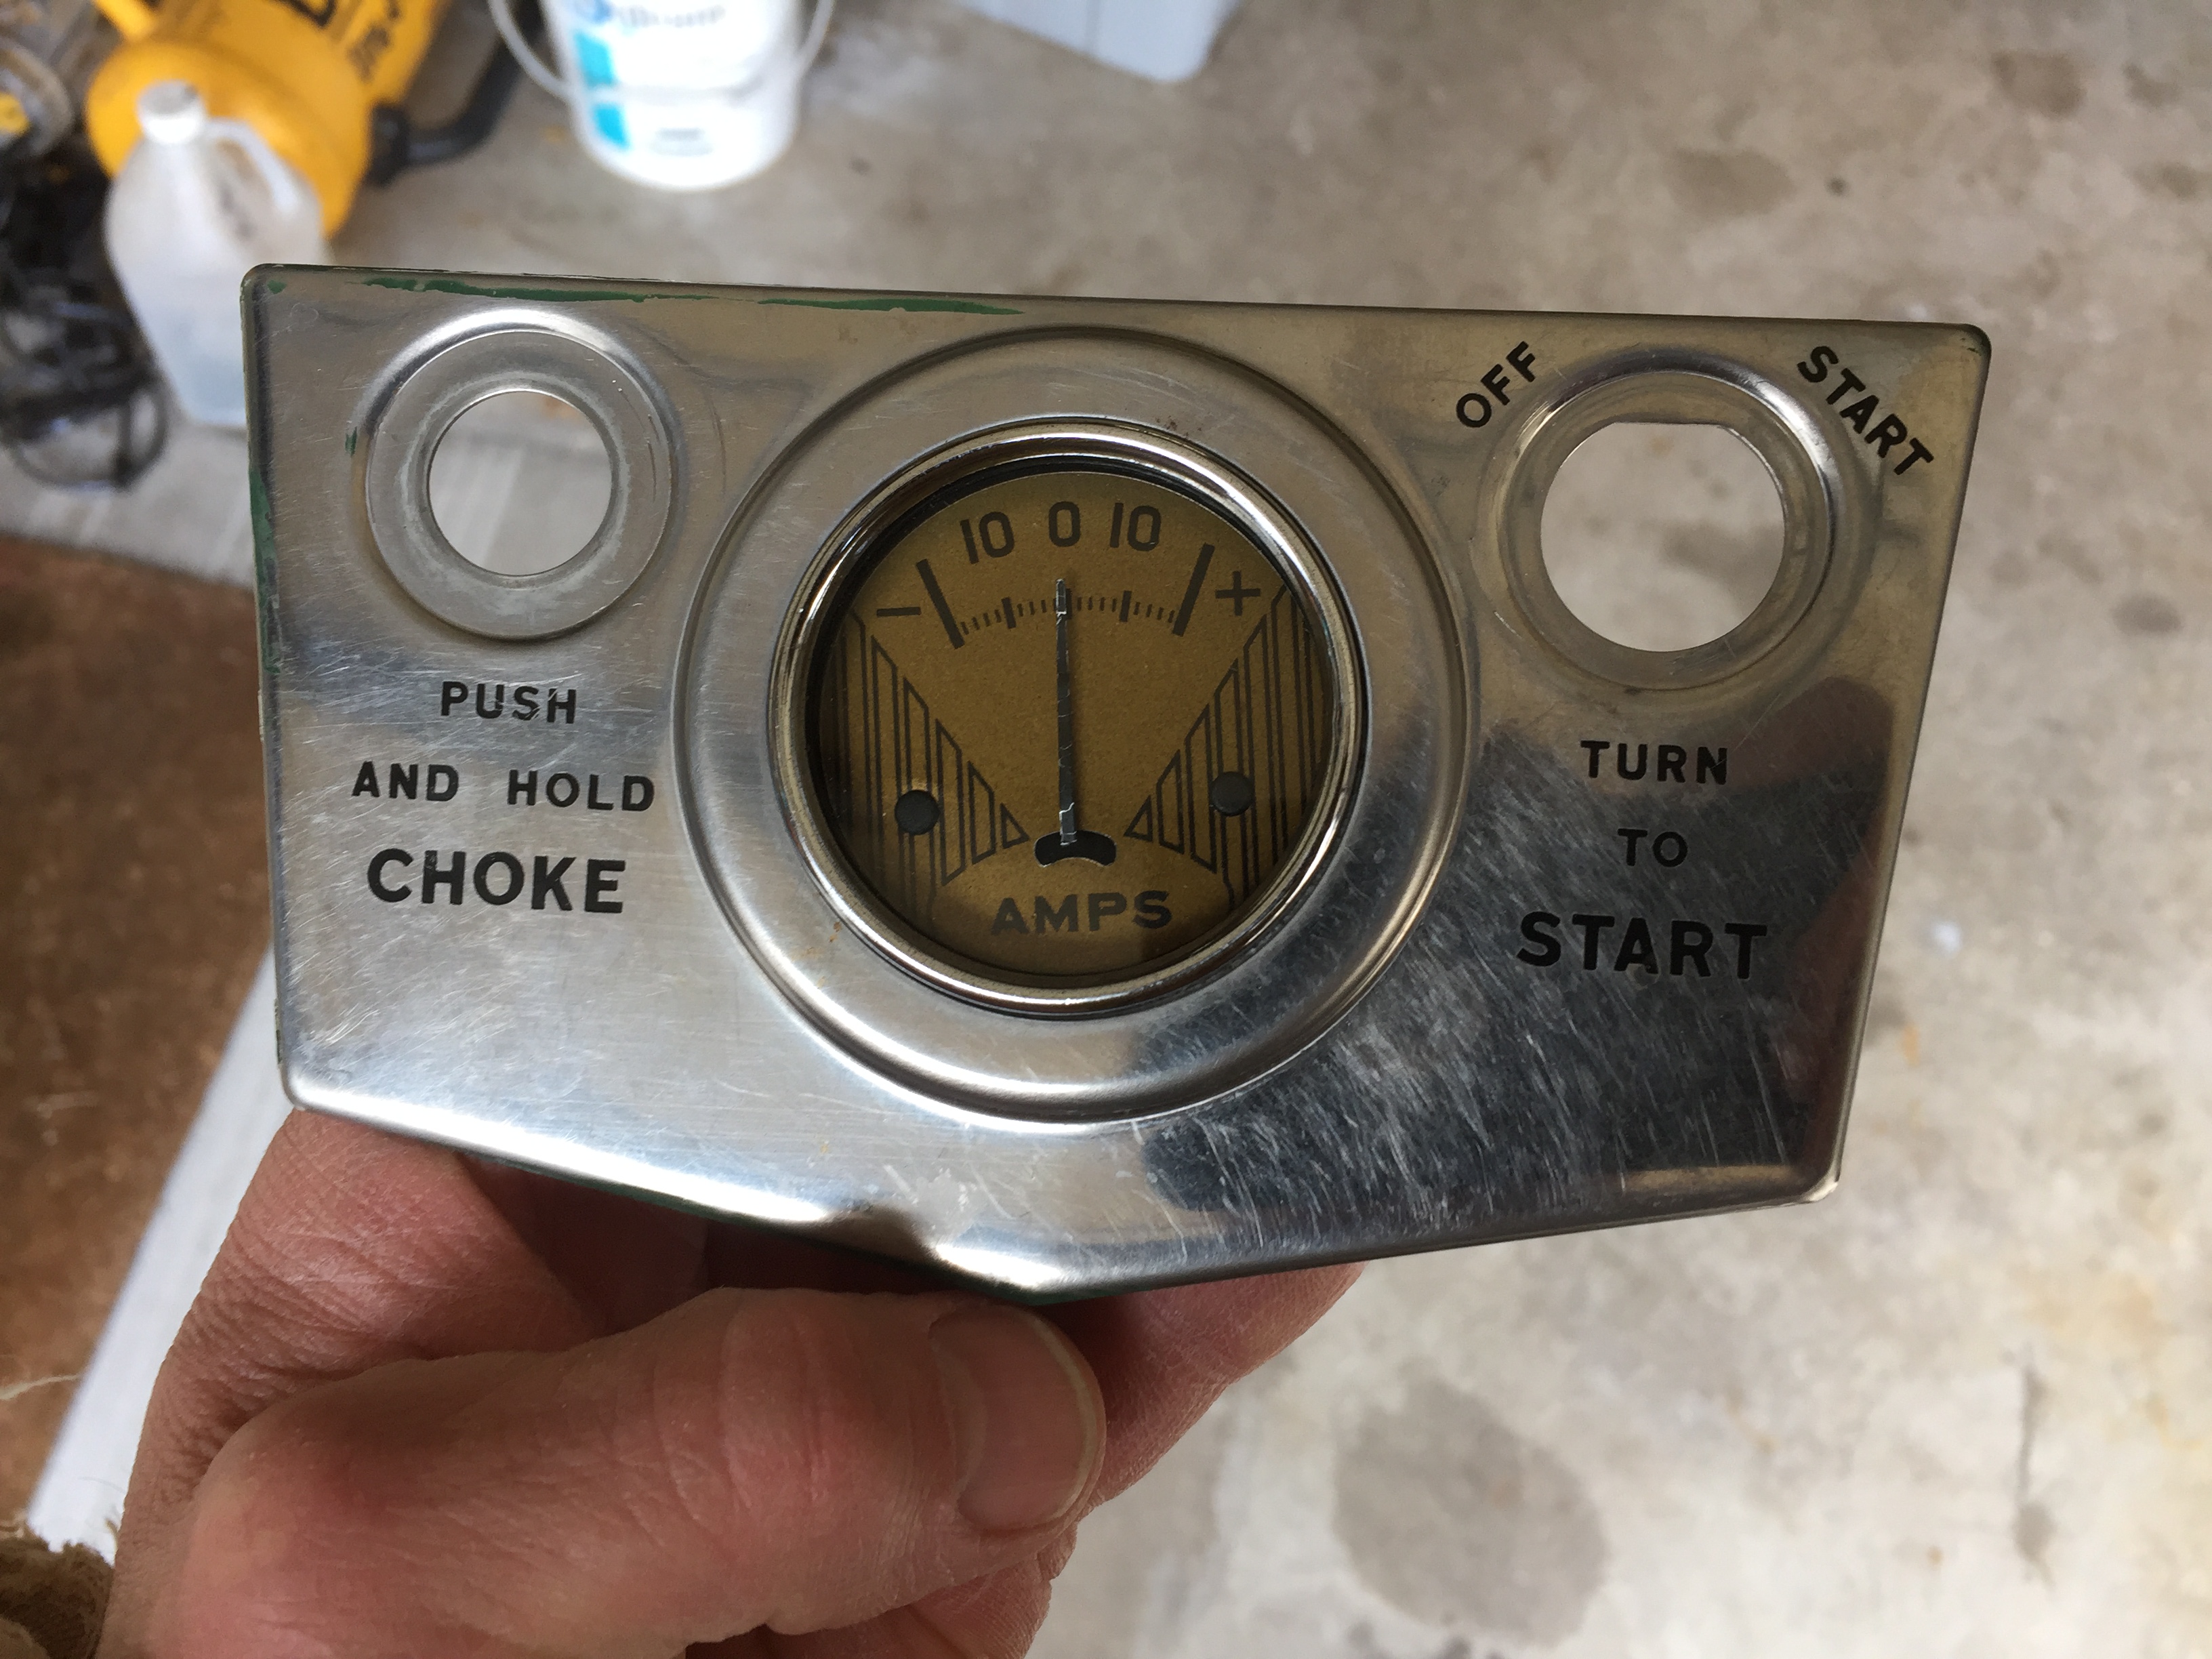 OFF
START
10 0 10
- +
PUSH
AND HOLD
CHOKE
TURN
TO
START
AMPS